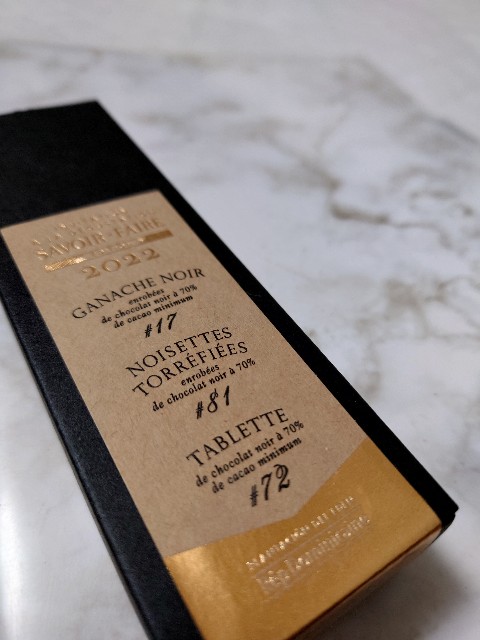 SAVOIR-FAIRE
2022
GANACHE NOIR
enrobées
de chocolat noir à 70%
de cacao minimum
#17
NOISETTES
TORRÉFIÉES
enrobées
de chocolat noir à 70%
#81
TABLETTE
de chocolat noir à 70%
de cacao minimum
#72